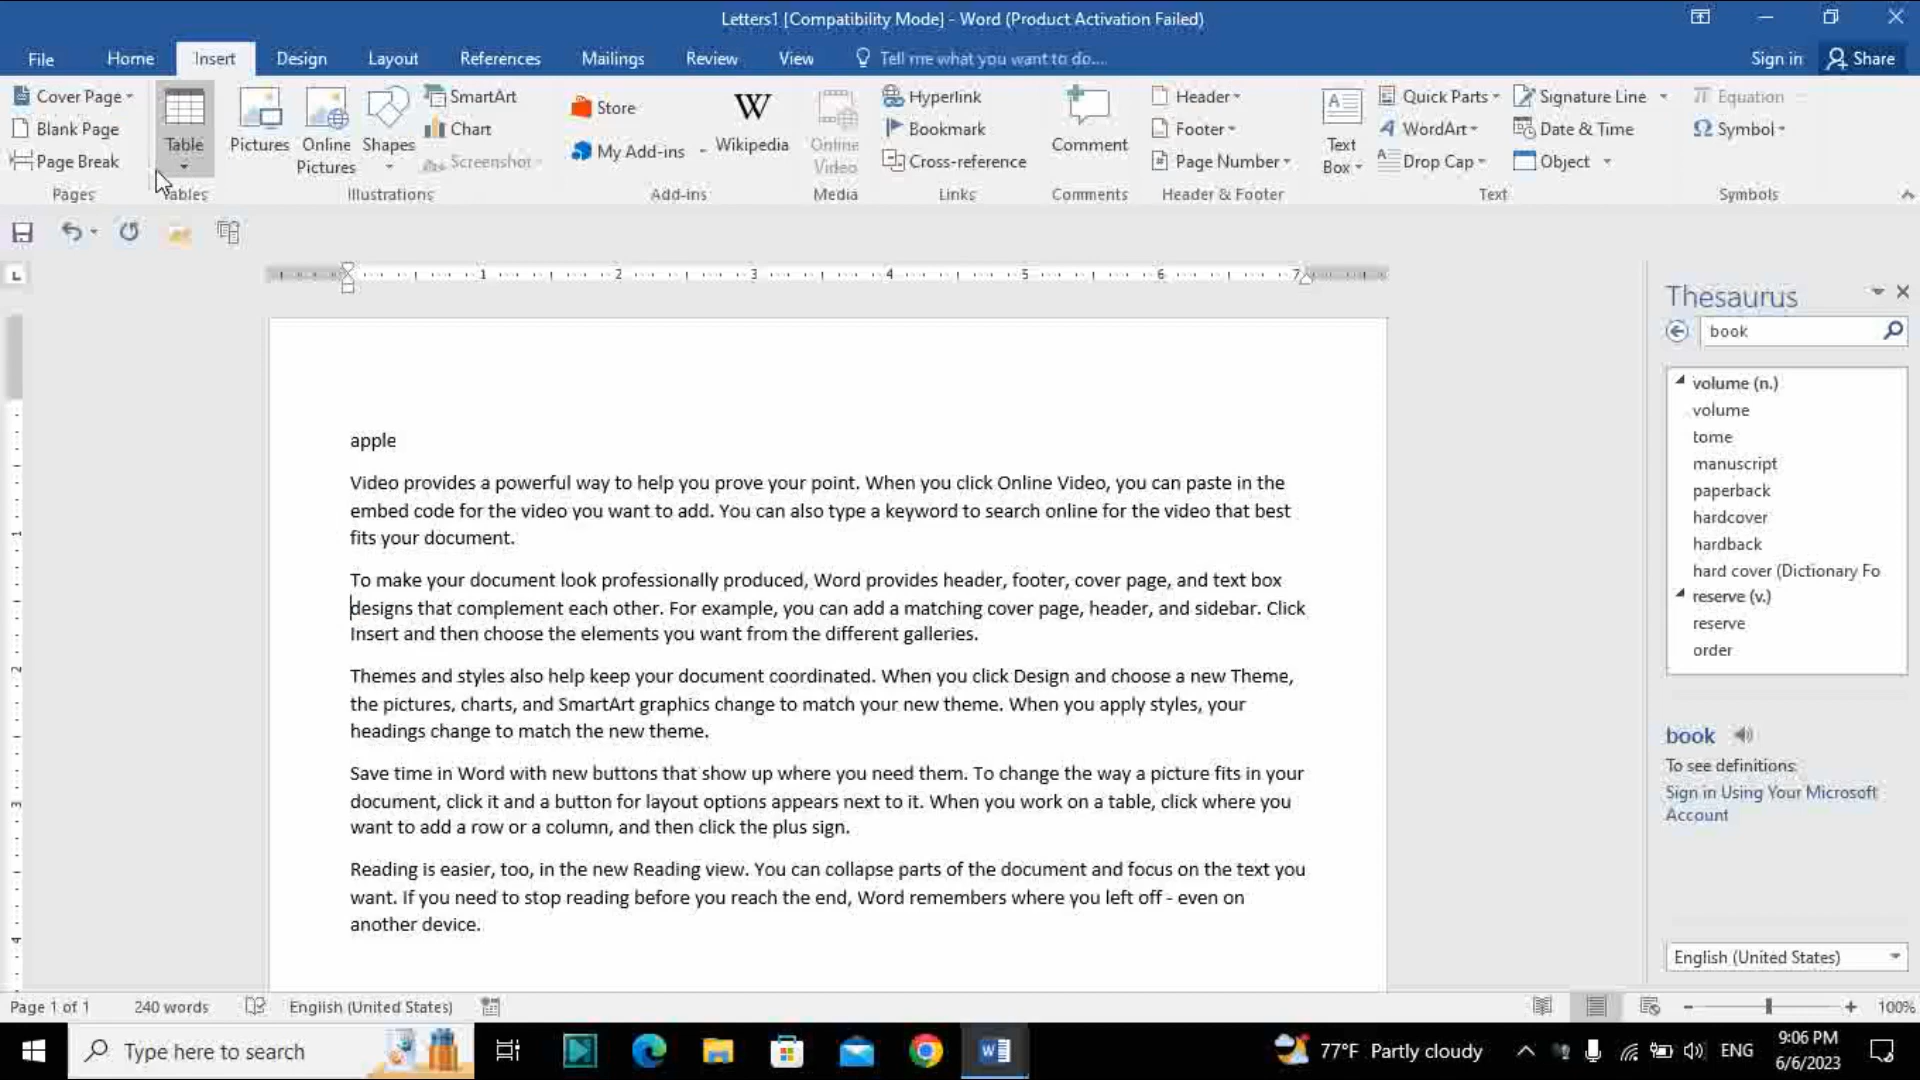 Letters1 [Compatibility Mode] - Word (Product Activation Failed)
File Home Insert Design Layout References Mailings Review View Tell me what you want to do.... Sign in Share
Cover Page
Blank Page
Page Break
Pages
Table
Tables
Pictures
Online
Pictures
Shapes
SmartArt
Chart
Screenshot
Illustrations
Store
My Add-ins
Wikipedia
Add-ins
Online
Video
Media
Hyperlink
Bookmark
Cross-reference
Links
Comment
Comments
Header
Footer
Page Number
Header & Footer
Text
Box
Quick Parts
WordArt
Drop Cap
Signature Line
Date & Time
Object
Text
Equation
Symbol
Symbols
1 2 3 4 5 6 7
1
2
3
4
apple
Video provides a powerful way to help you prove your point. When you click Online Video, you can paste in the
embed code for the video you want to add. You can also type a keyword to search online for the video that best
fits your document.
To make your document look professionally produced, Word provides header, footer, cover page, and text box
designs that complement each other. For example, you can add a matching cover page, header, and sidebar. Click
Insert and then choose the elements you want from the different galleries.
Themes and styles also help keep your document coordinated. When you click Design and choose a new Theme,
the pictures, charts, and SmartArt graphics change to match your new theme. When you apply styles, your
headings change to match the new theme.
Save time in Word with new buttons that show up where you need them. To change the way a picture fits in your
document, click it and a button for layout options appears next to it. When you work on a table, click where you
want to add a row or a column, and then click the plus sign.
Reading is easier, too, in the new Reading view. You can collapse parts of the document and focus on the text you
want. If you need to stop reading before you reach the end, Word remembers where you left off - even on
another device.
Thesaurus
book
volume (n.)
volume
tome
manuscript
paperback
hardcover
hardback
hard cover (Dictionary Fo
reserve (v.)
reserve
order
book
To see definitions:
Sign in Using Your Microsoft
Account
English (United States)
Page 1 of 1 240 words English (United States) 100%
Type here to search
77°F Partly cloudy
ENG
9:06 PM
6/6/2023